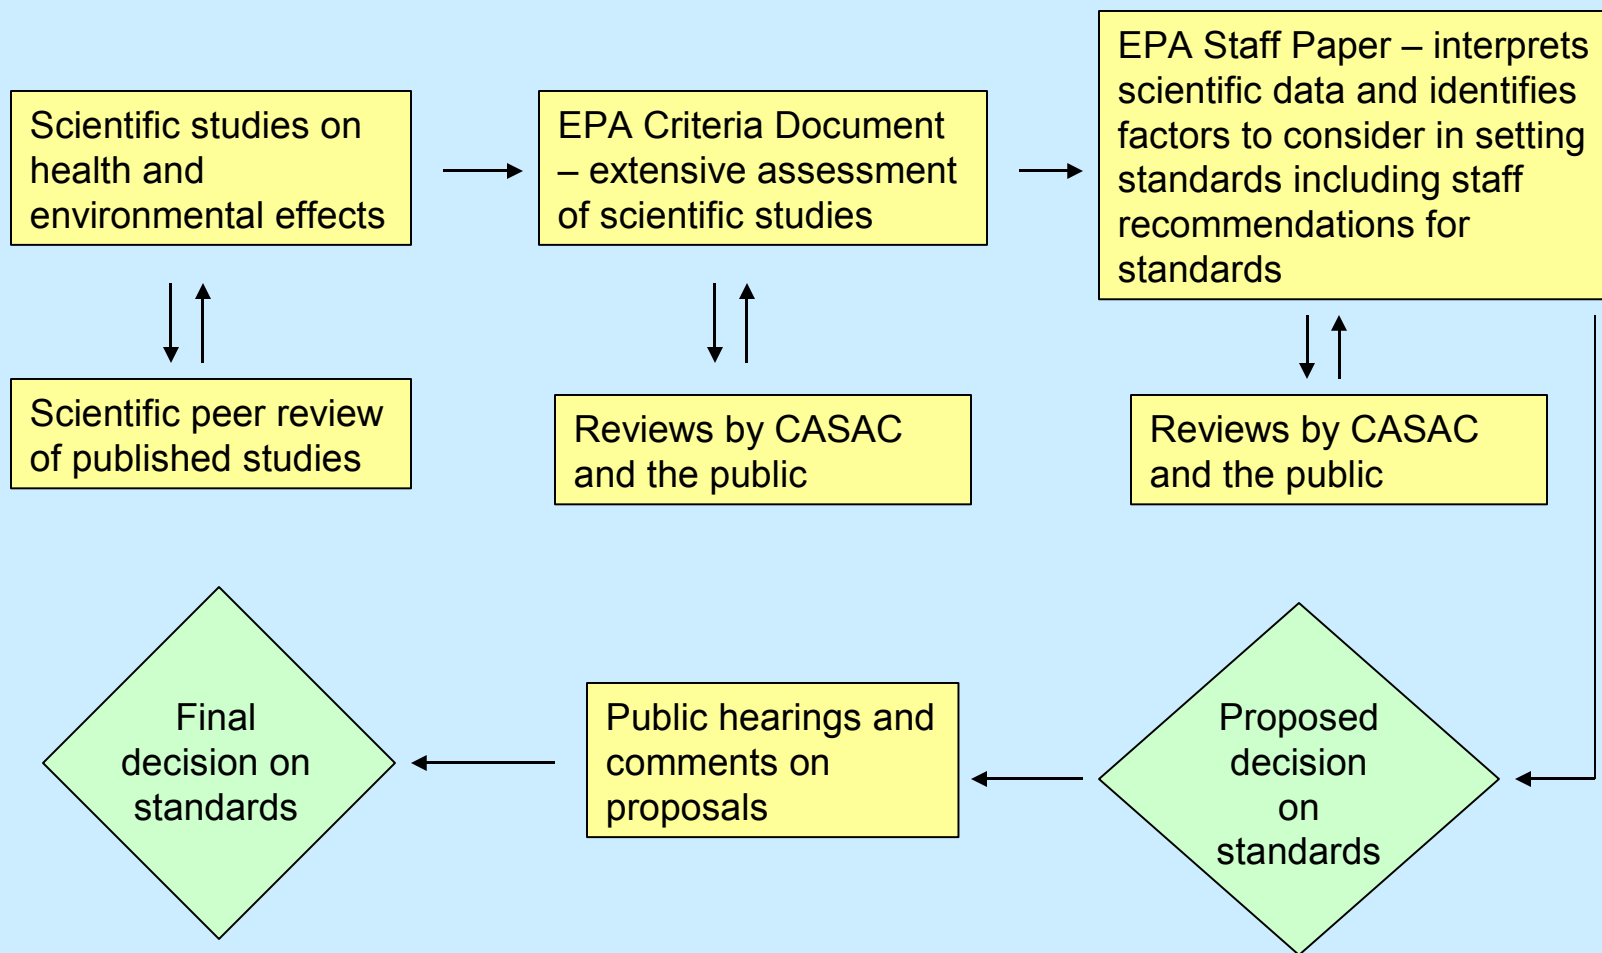 Scientific studies on
health and
environmental effects
EPA Criteria Document
– extensive assessment
of scientific studies
EPA Staff Paper – interprets
scientific data and identifies
factors to consider in setting
standards including staff
recommendations for
standards
Scientific peer review
of published studies
Reviews by CASAC
and the public
Reviews by CASAC
and the public
Final
decision on
standards
Public hearings and
comments on
proposals
Proposed
decision
on
standards